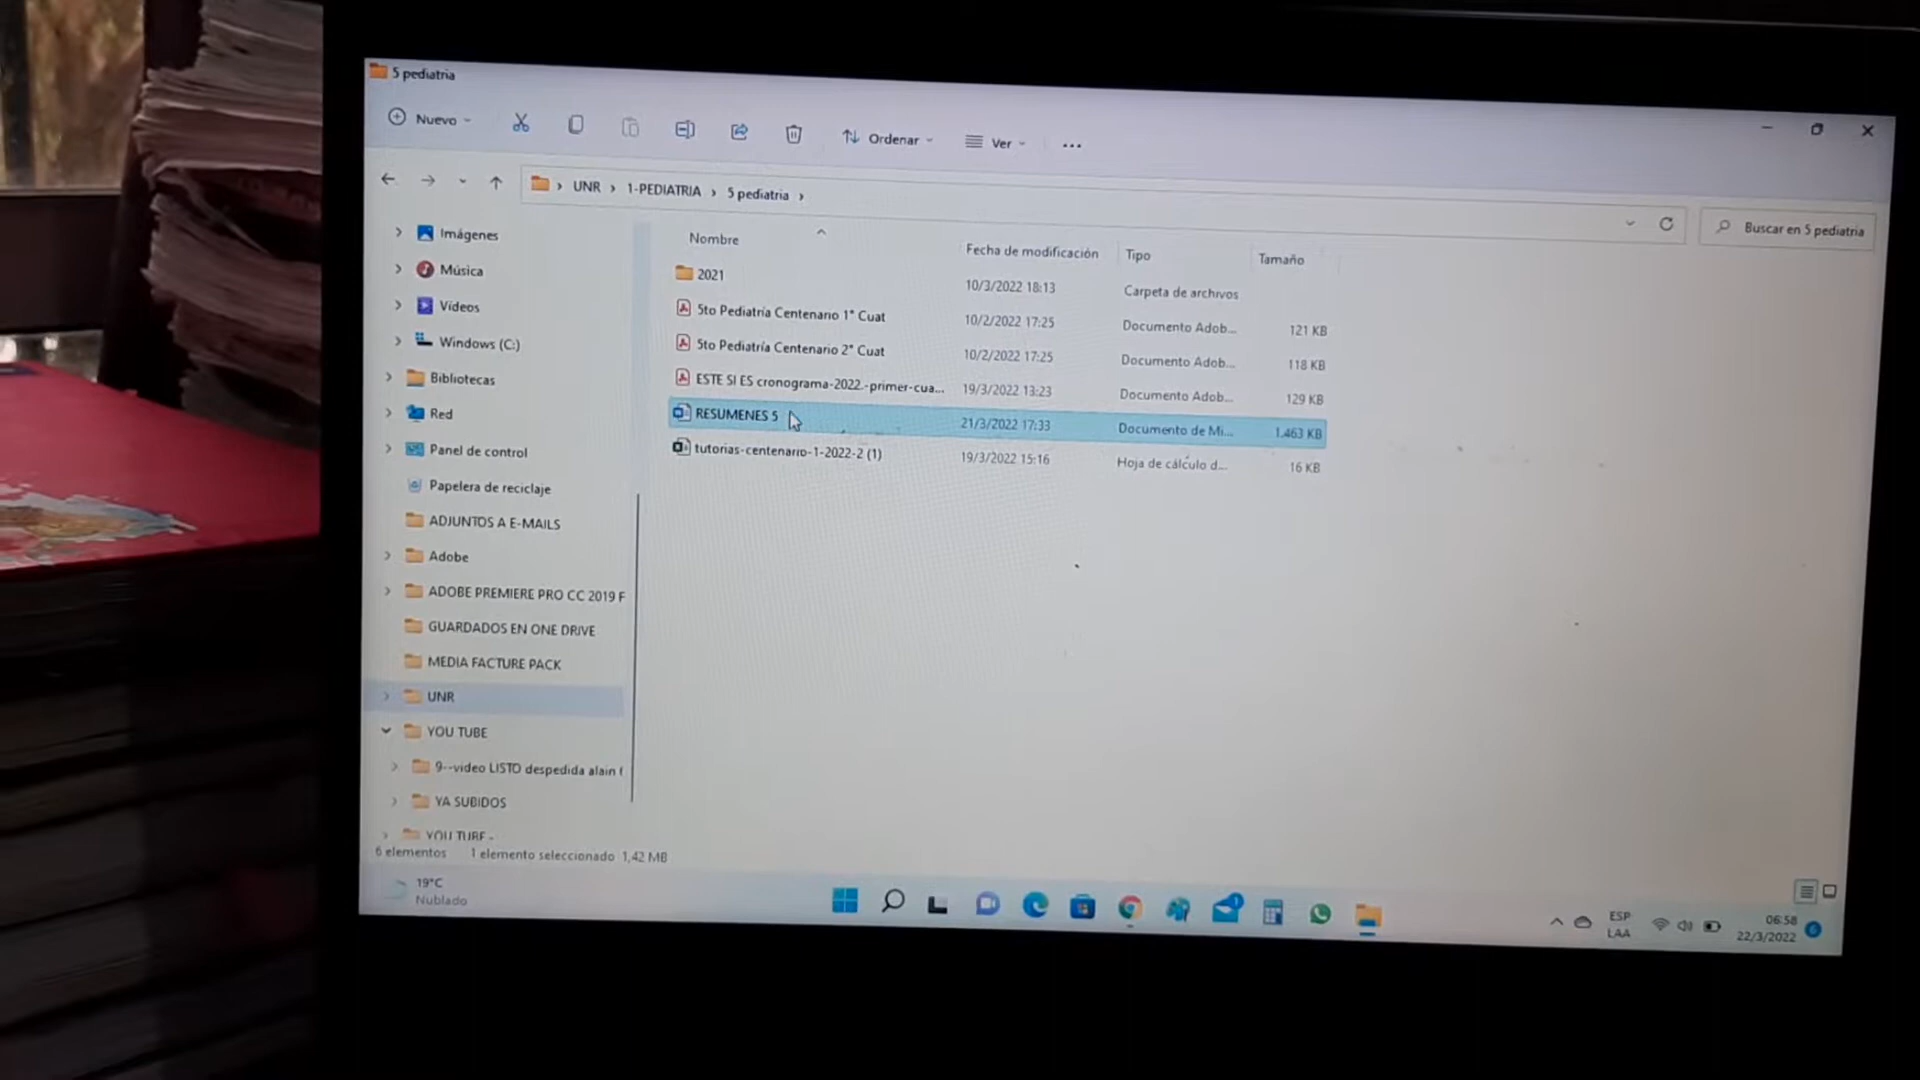 5 pediatria
Nuevo
Ordenar
Ver
UNR › 1-PEDIATRIA › 5 pediatria ›
Buscar en 5 pediatria
Imágenes
Música
Vídeos
Windows (C:)
Bibliotecas
Red
Panel de control
Papelera de reciclaje
ADJUNTOS A E-MAILS
Adobe
ADOBE PREMIERE PRO CC 2019 F
GUARDADOS EN ONE DRIVE
MEDIA FACTURE PACK
UNR
YOU TUBE
9--video LISTO despedida alain
YA SUBIDOS
YOU TUBE -
Nombre Fecha de modificación Tipo Tamaño
2021 10/3/2022 18:13 Carpeta de archivos
5to Pediatría Centenario 1° Cuat 10/2/2022 17:25 Documento Adob... 121 KB
5to Pediatría Centenario 2° Cuat 10/2/2022 17:25 Documento Adob... 118 KB
ESTE SI ES cronograma-2022.-primer-cua... 19/3/2022 13:23 Documento Adob... 129 KB
RESUMENES 5 21/3/2022 17:33 Documento de Mi... 1.463 KB
tutorias-centenario-1-2022-2 (1) 19/3/2022 15:16 Hoja de cálculo d... 16 KB
6 elementos 1 elemento seleccionado 1,42 MB
19°C
Nublado
ESP
LAA
06:58
22/3/2022